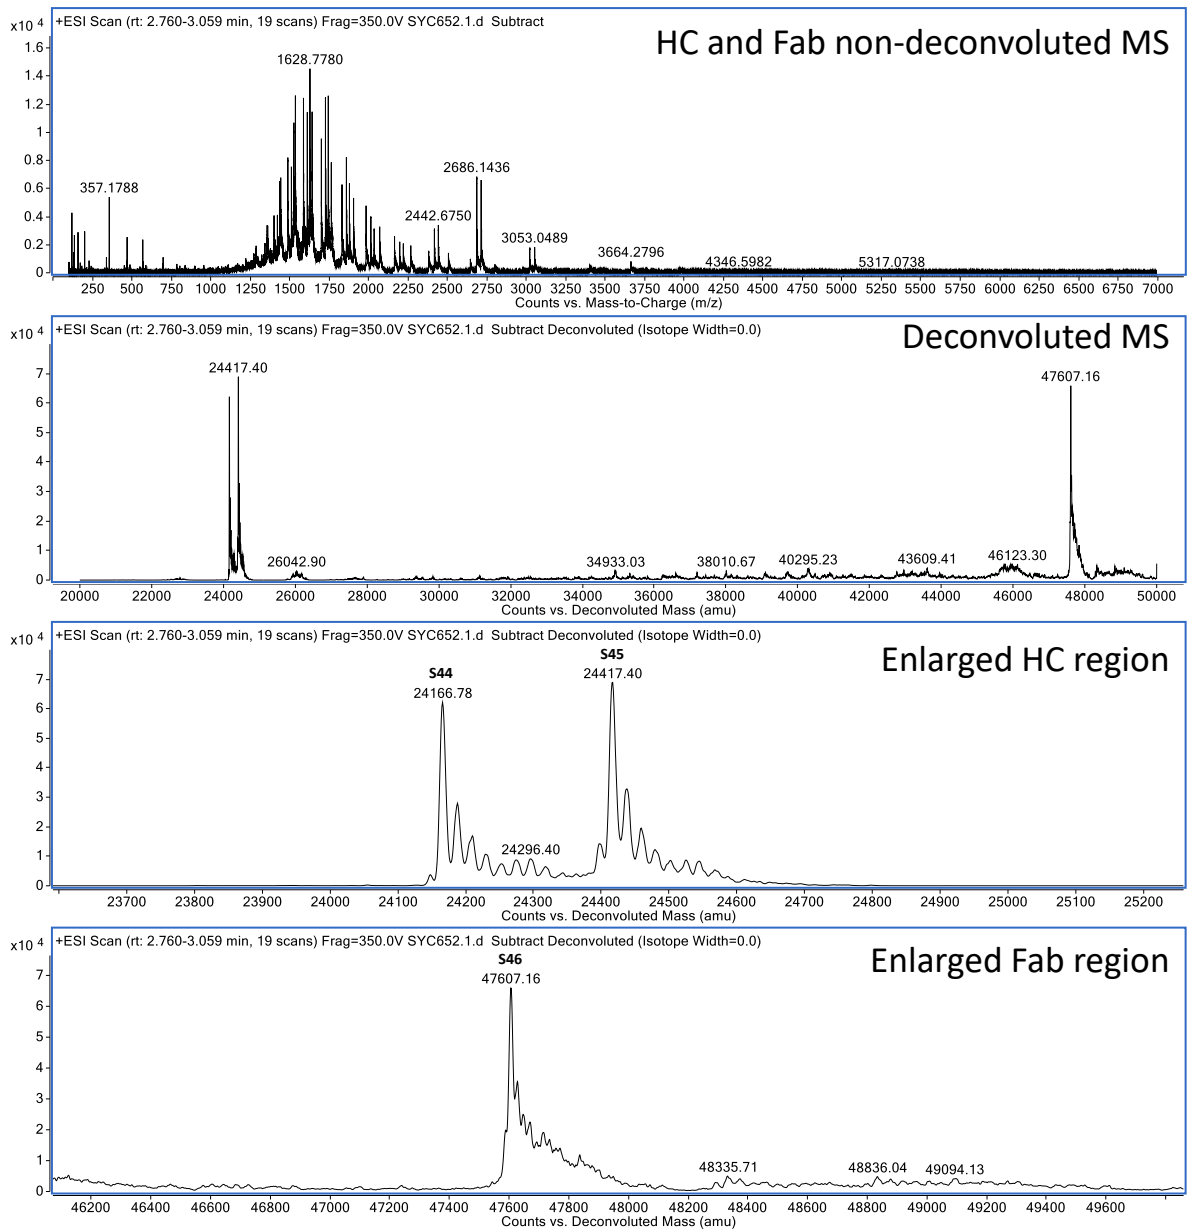 +ESI Scan (rt: 2.760-3.059 min, 19 scans) Frag=350.0V SYC652.1.d Subtract
HC and Fab non-deconvoluted MS
x10 4
1.6
1.4
1.2
1
0.8
0.6
0.4
0.2
0
357.1788
1628.7780
2442.6750
2686.1436
3053.0489
3664.2796
4346.5982
5317.0738
250 500 750 1000 1250 1500 1750 2000 2250 2500 2750 3000 3250 3500 3750 4000 4250 4500 4750 5000 5250 5500 5750 6000 6250 6500 6750 7000
Counts vs. Mass-to-Charge (m/z)
+ESI Scan (rt: 2.760-3.059 min, 19 scans) Frag=350.0V SYC652.1.d Subtract Deconvoluted (Isotope Width=0.0)
Deconvoluted MS
x10 4
7
6
5
4
3
2
1
0
24417.40
26042.90
34933.03
38010.67
40295.23
43609.41
46123.30
47607.16
20000 22000 24000 26000 28000 30000 32000 34000 36000 38000 40000 42000 44000 46000 48000 50000
Counts vs. Deconvoluted Mass (amu)
+ESI Scan (rt: 2.760-3.059 min, 19 scans) Frag=350.0V SYC652.1.d Subtract Deconvoluted (Isotope Width=0.0)
Enlarged HC region
x10 4
7
6
5
4
3
2
1
0
S44
24166.78
24296.40
S45
24417.40
23700 23800 23900 24000 24100 24200 24300 24400 24500 24600 24700 24800 24900 25000 25100 25200
Counts vs. Deconvoluted Mass (amu)
+ESI Scan (rt: 2.760-3.059 min, 19 scans) Frag=350.0V SYC652.1.d Subtract Deconvoluted (Isotope Width=0.0)
Enlarged Fab region
x10 4
7
6
5
4
3
2
1
0
S46
47607.16
48335.71
48836.04
49094.13
46200 46400 46600 46800 47000 47200 47400 47600 47800 48000 48200 48400 48600 48800 49000 49200 49400 49600
Counts vs. Deconvoluted Mass (amu)